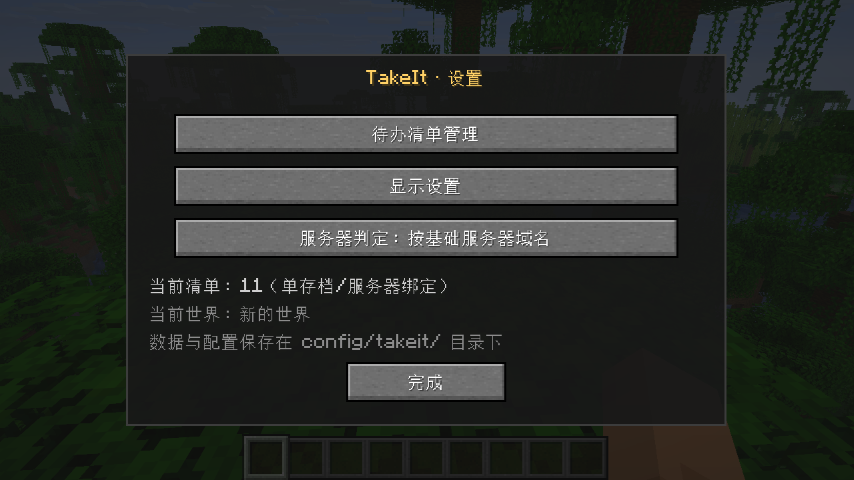 TakeIt · 设置
待办清单管理
显示设置
服务器判定：按基础服务器域名
当前清单：11（单存档/服务器绑定）
当前世界：新的世界
数据与配置保存在 config/takeit/ 目录下
完成